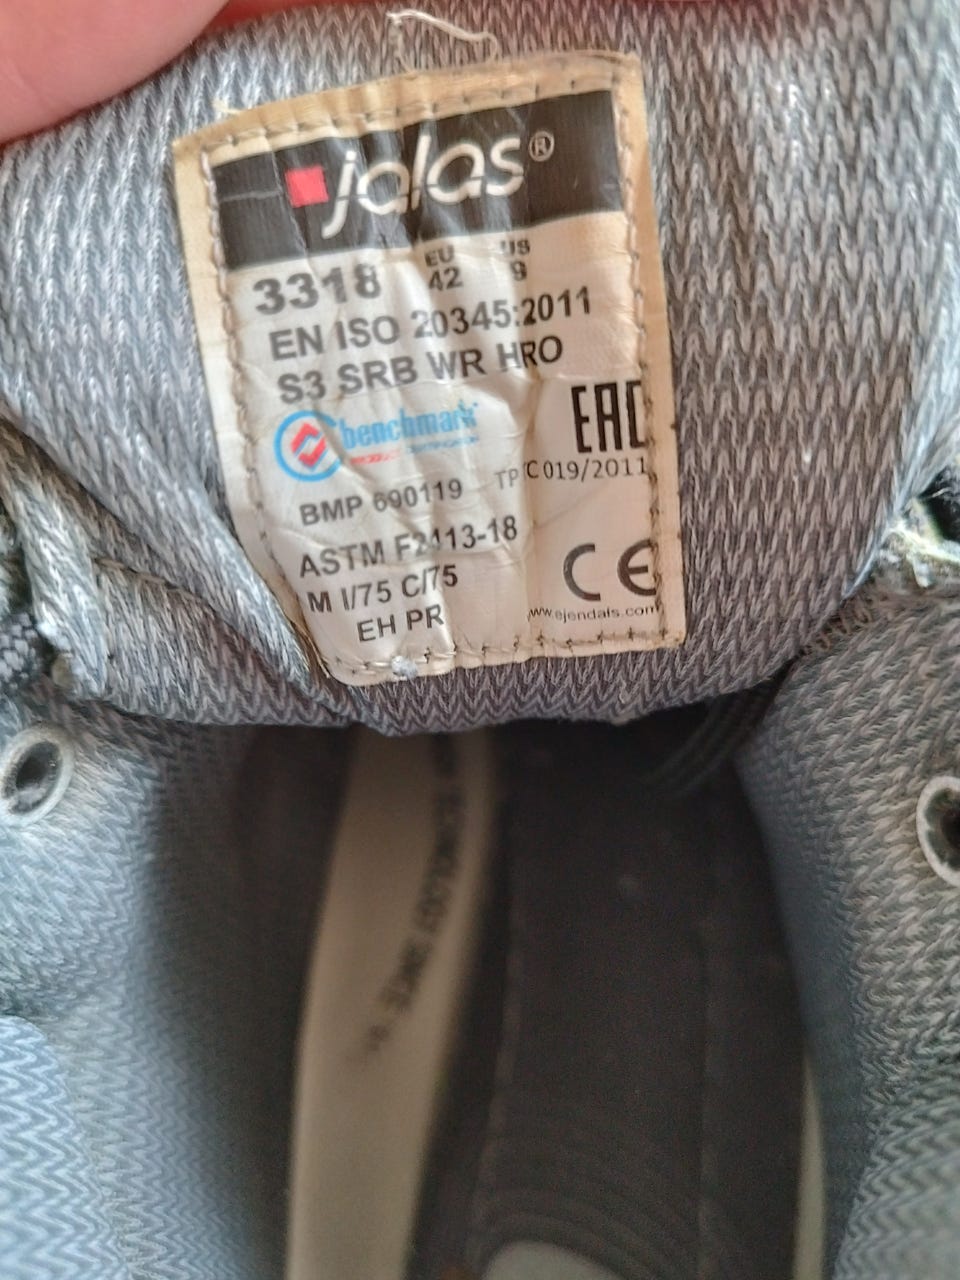 jalas®
EU US
3318 42 9
EN ISO 20345:2011
S3 SRB WR HRO
benchmark
EAC
BMP 690119 TP TC 019/2011
ASTM F2413-18
M I/75 C/75
EH PR
CE
www.ejendals.com